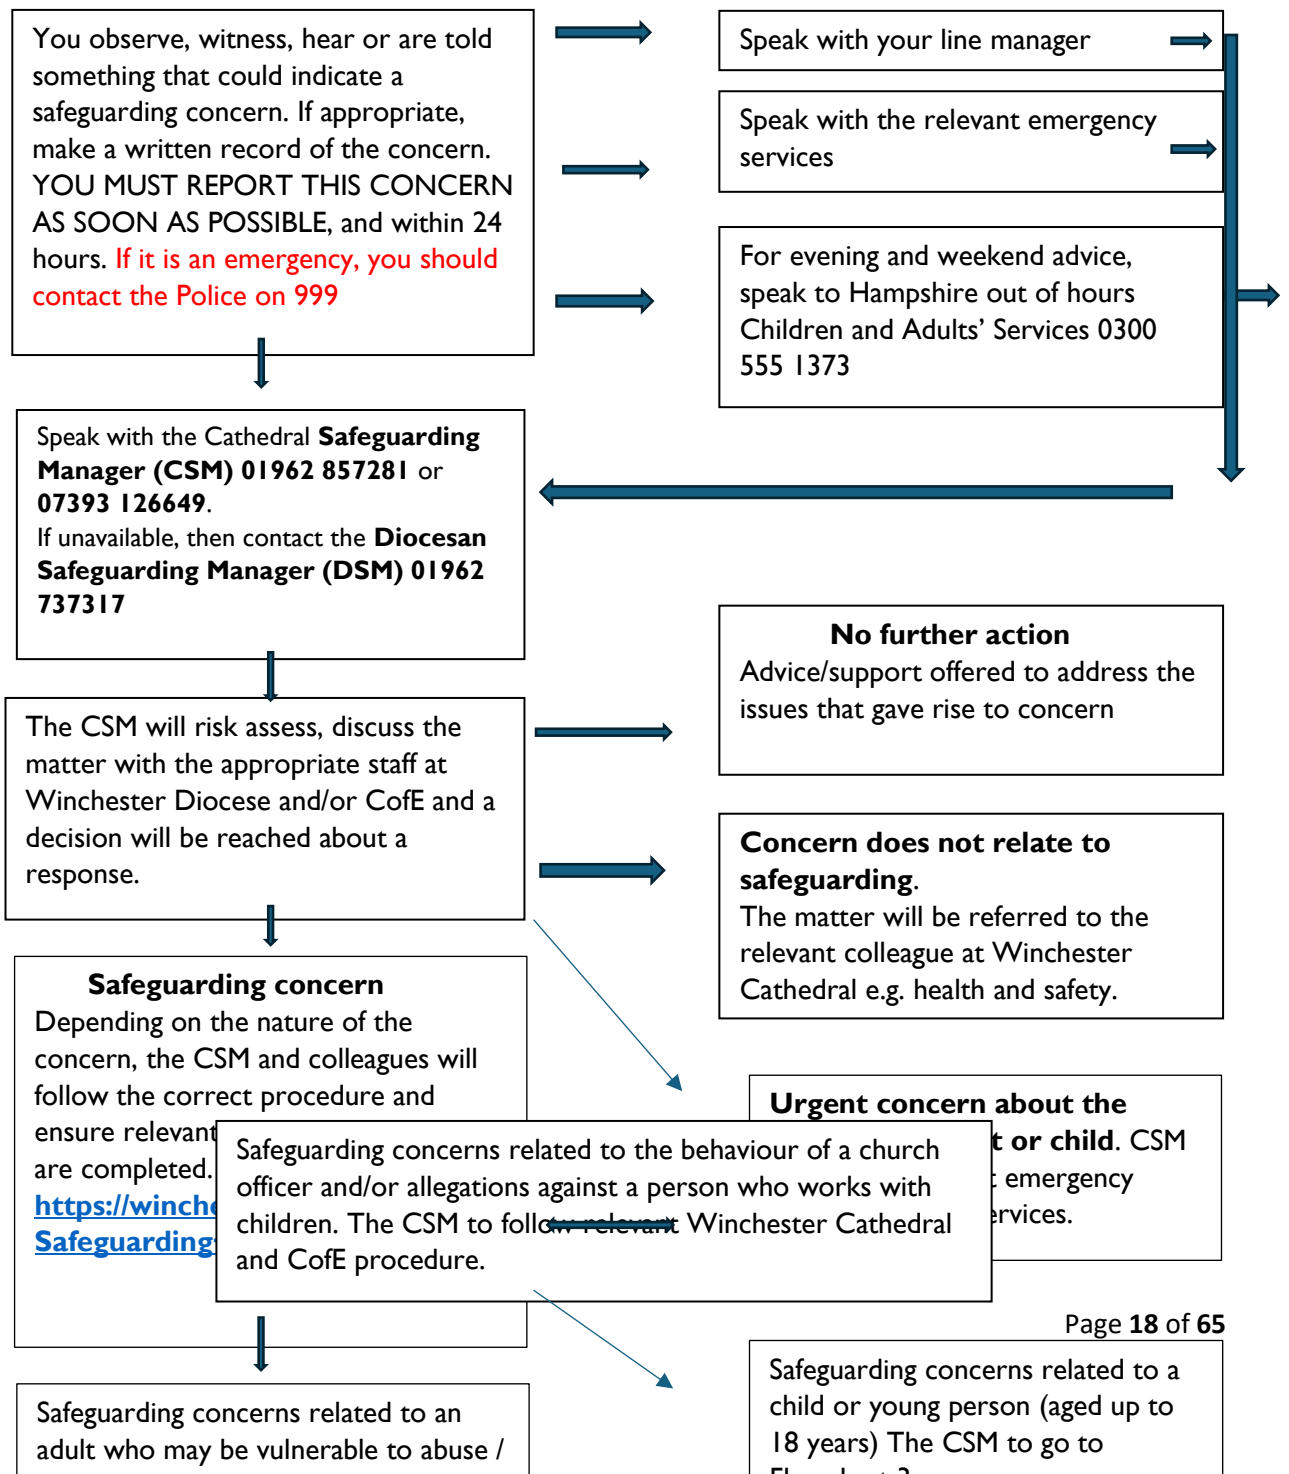 You observe, witness, hear or are told
something that could indicate a
safeguarding concern. If appropriate,
make a written record of the concern.
YOU MUST REPORT THIS CONCERN
AS SOON AS POSSIBLE, and within 24
hours. If it is an emergency, you should
contact the Police on 999
Speak with your line manager
Speak with the relevant emergency
services
For evening and weekend advice,
speak to Hampshire out of hours
Children and Adults’ Services 0300
555 1373
Speak with the Cathedral Safeguarding
Manager (CSM) 01962 857281 or
07393 126649.
If unavailable, then contact the Diocesan
Safeguarding Manager (DSM) 01962
737317
No further action
Advice/support offered to address the
issues that gave rise to concern
The CSM will risk assess, discuss the
matter with the appropriate staff at
Winchester Diocese and/or CofE and a
decision will be reached about a
response.
Concern does not relate to
safeguarding.
The matter will be referred to the
relevant colleague at Winchester
Cathedral e.g. health and safety.
Safeguarding concern
Depending on the nature of the
concern, the CSM and colleagues will
follow the correct procedure and
ensure relevant
are completed.
https://winche
Safeguarding
Urgent concern about the
t or child. CSM
emergency
ervices.
Safeguarding concerns related to the behaviour of a church
officer and/or allegations against a person who works with
children. The CSM to follow relevant Winchester Cathedral
and CofE procedure.
Page 18 of 65
Safeguarding concerns related to an
adult who may be vulnerable to abuse /
Safeguarding concerns related to a
child or young person (aged up to
18 years) The CSM to go to